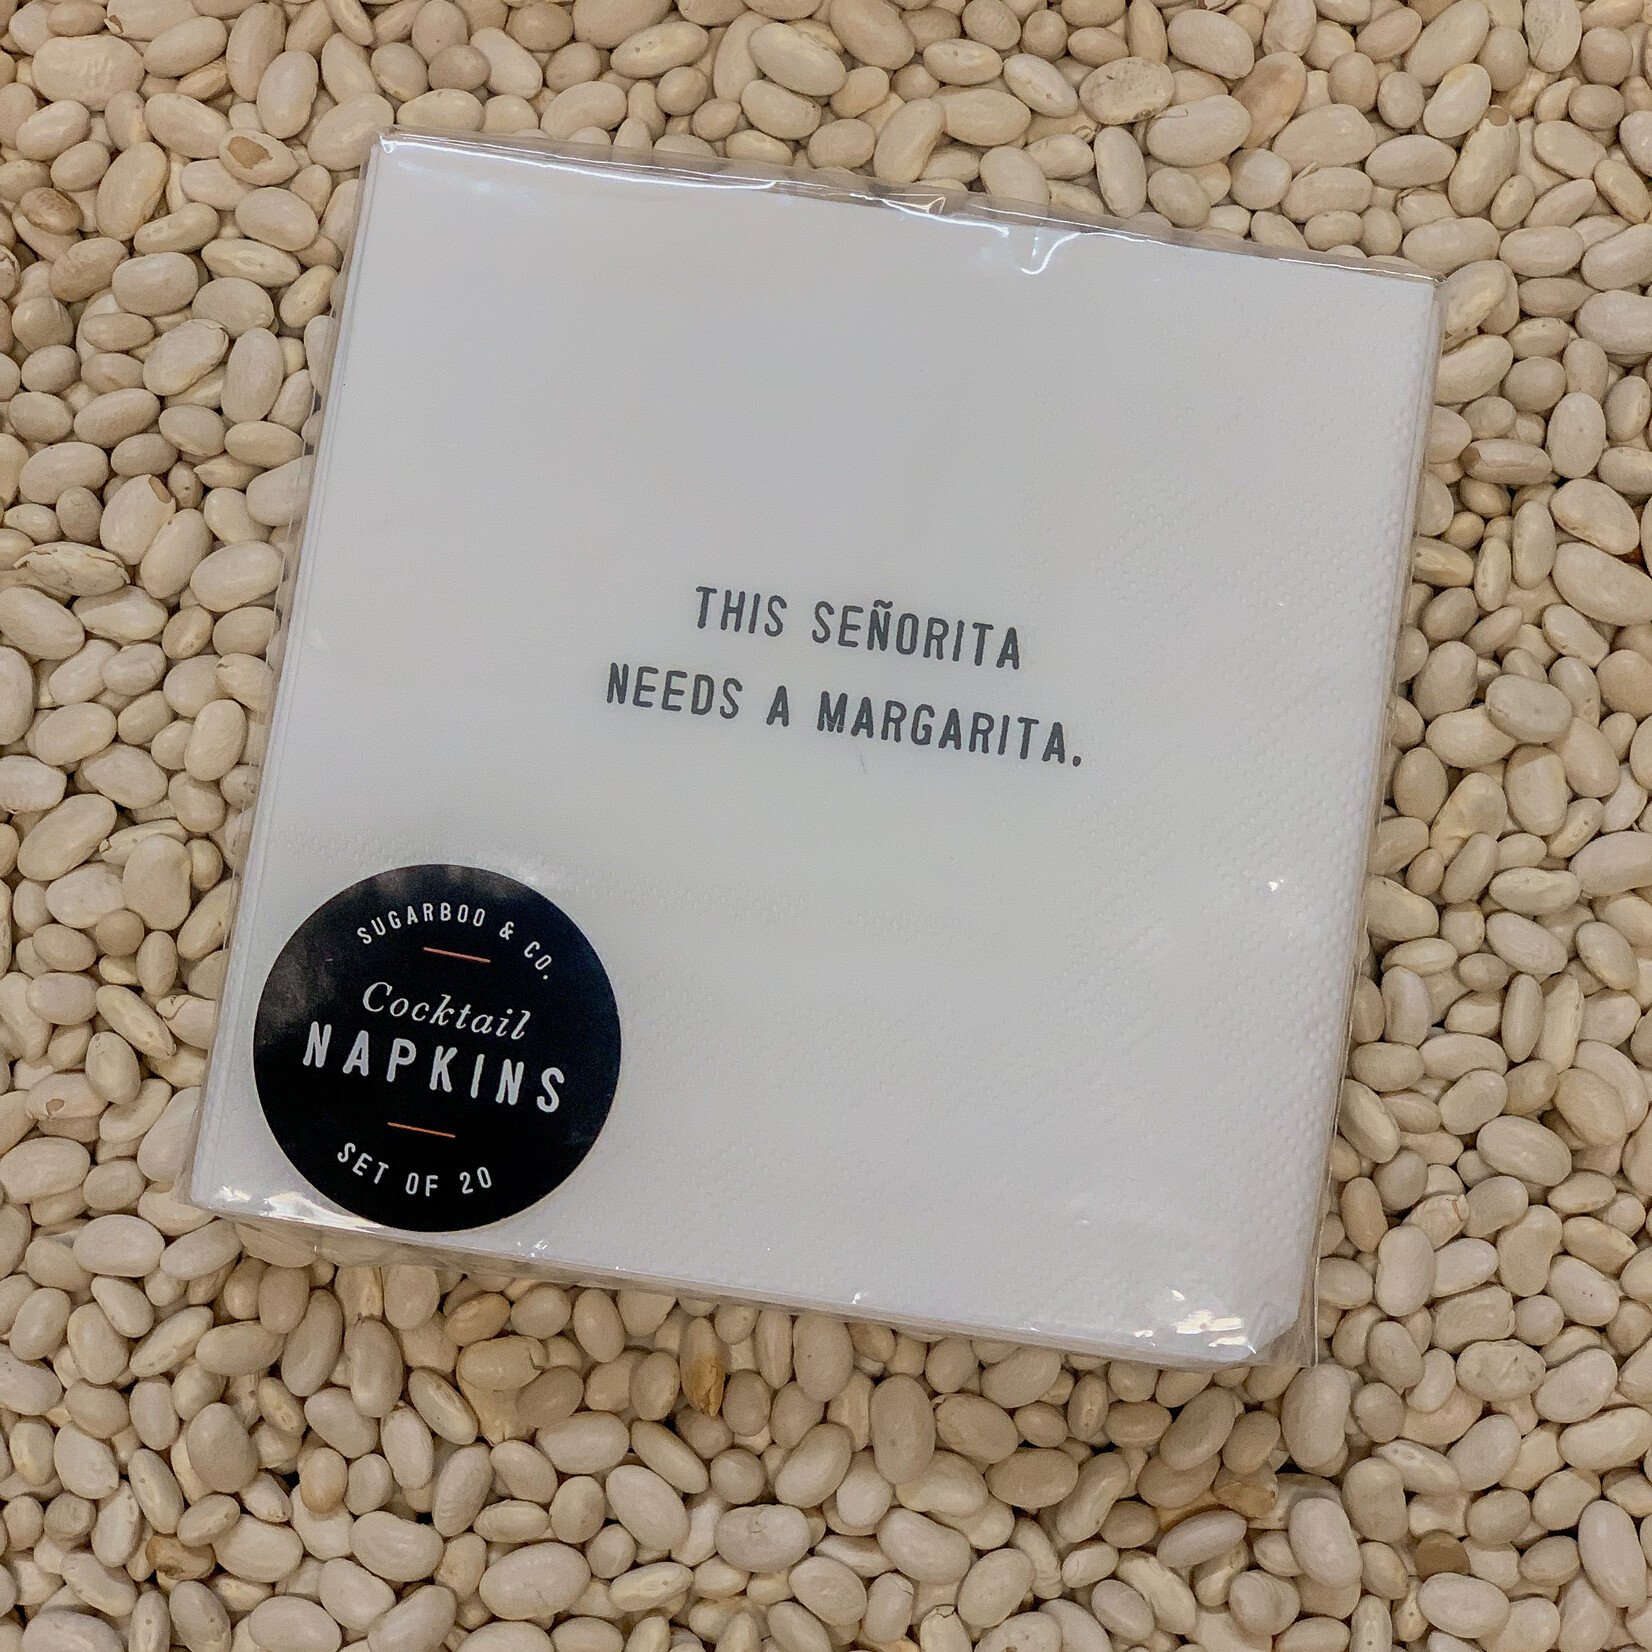 THIS SEÑORITA
NEEDS A MARGARITA.
SUGARBOO & CO.
Cocktail
NAPKINS
SET OF 20